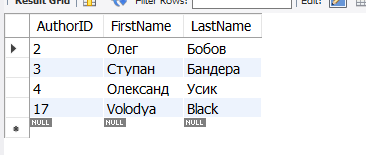 Result Grid Filter Rows: Edit:
AuthorID FirstName LastName
2 Олег Бобов
3 Ступан Бандера
4 Олександ Усик
17 Volodya Black
NULL NULL NULL